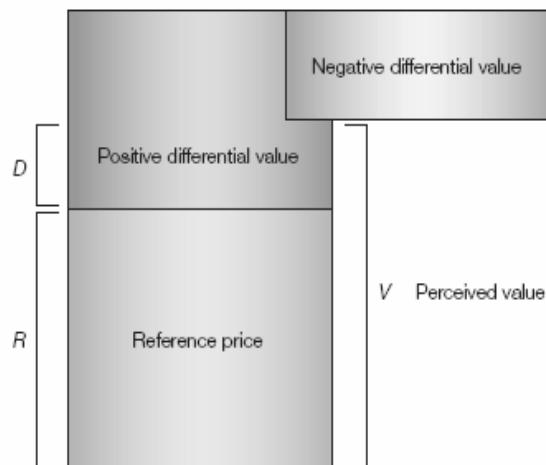 Negative differential value
Positive differential value
D
V Perceived value
Reference price
R